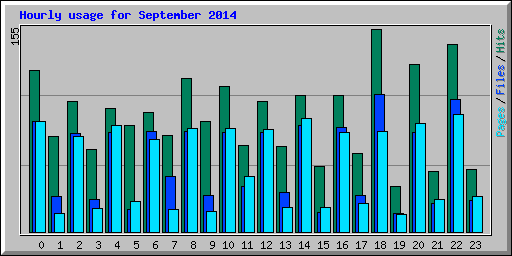 Hourly usage for September 2014
155
Pages/Files/Hits
0 1 2 3 4 5 6 7 8 9 10 11 12 13 14 15 16 17 18 19 20 21 22 23